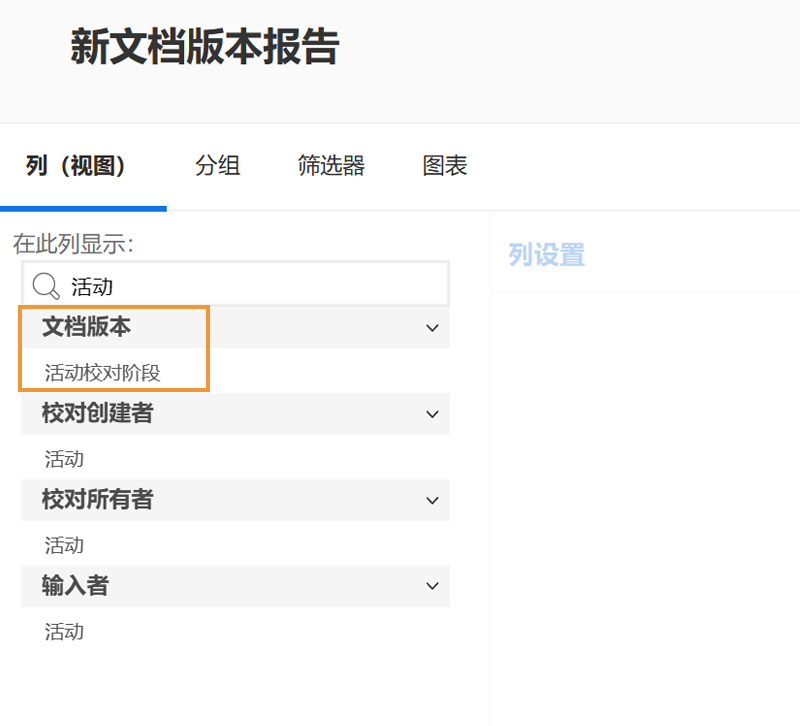 新文档版本报告
列（视图） 分组 筛选器 图表
在此列显示：
列设置
活动
文档版本
活动校对阶段
校对创建者
活动
校对所有者
活动
输入者
活动